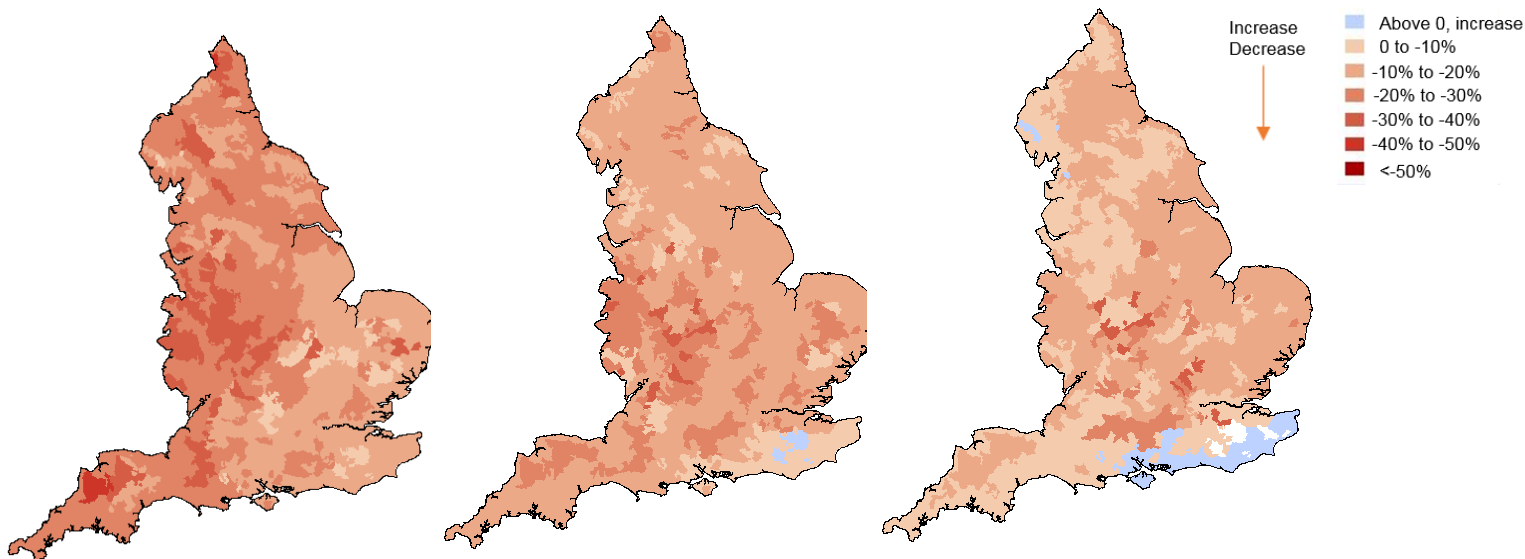 Increase
Decrease
Above 0, increase
0 to -10%
-10% to -20%
-20% to -30%
-30% to -40%
-40% to -50%
<-50%